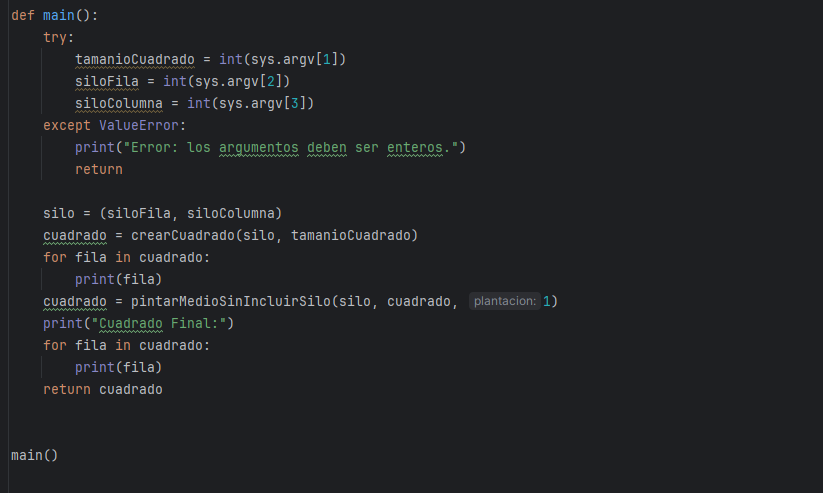 def main():
    try:
        tamanioCuadrado = int(sys.argv[1])
        siloFila = int(sys.argv[2])
        siloColumna = int(sys.argv[3])
    except ValueError:
        print("Error: los argumentos deben ser enteros.")
        return

    silo = (siloFila, siloColumna)
    cuadrado = crearCuadrado(silo, tamanioCuadrado)
    for fila in cuadrado:
        print(fila)
    cuadrado = pintarMedioSinIncluirSilo(silo, cuadrado, plantacion: 1)
    print("Cuadrado Final:")
    for fila in cuadrado:
        print(fila)
    return cuadrado


main()